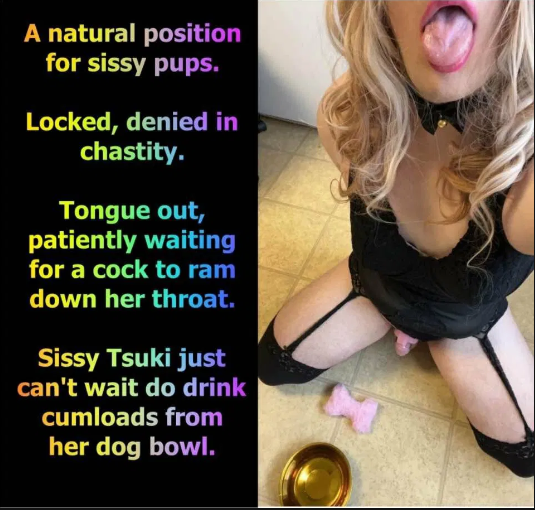 A natural position
for sissy pups.
Locked, denied in
chastity.
Tongue out,
patiently waiting
for a cock to ram
down her throat.
Sissy Tsuki just
can't wait do drink
cumloads from
her dog bowl.